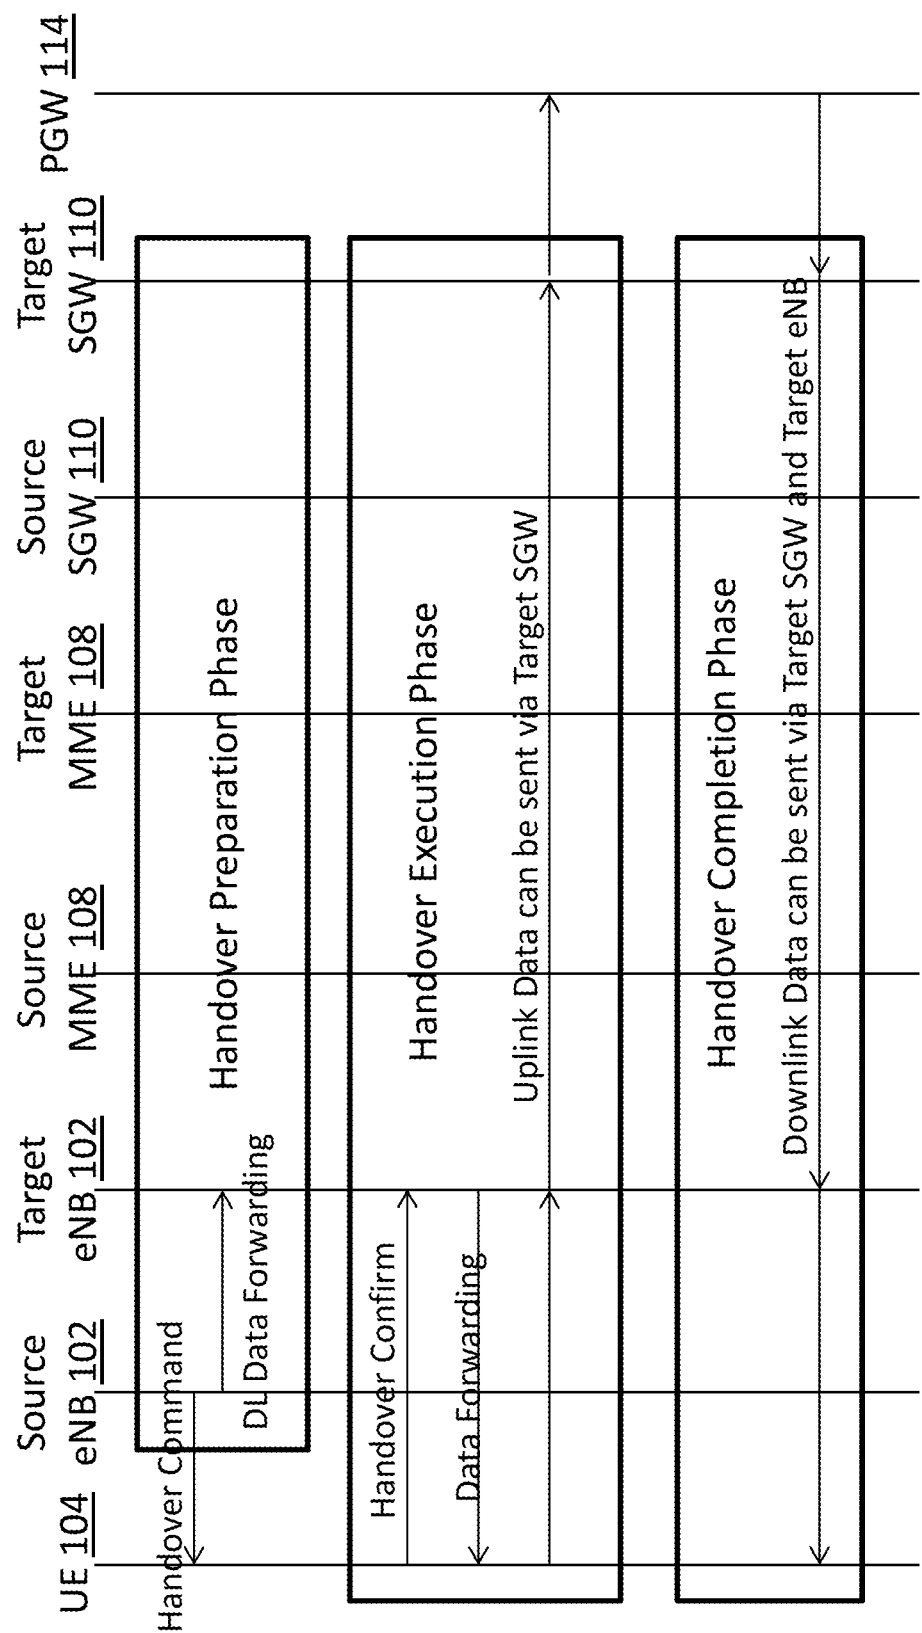 UE 104
Source
eNB 102
Target
eNB 102
Source
MME 108
Target
MME 108
Source
SGW 110
Target
SGW 110
PGW 114
Handover Command
Handover Preparation Phase
DL Data Forwarding
Handover Confirm
Handover Execution Phase
Data Forwarding
Uplink Data can be sent via Target SGW
Handover Completion Phase
Downlink Data can be sent via Target SGW and Target eNB